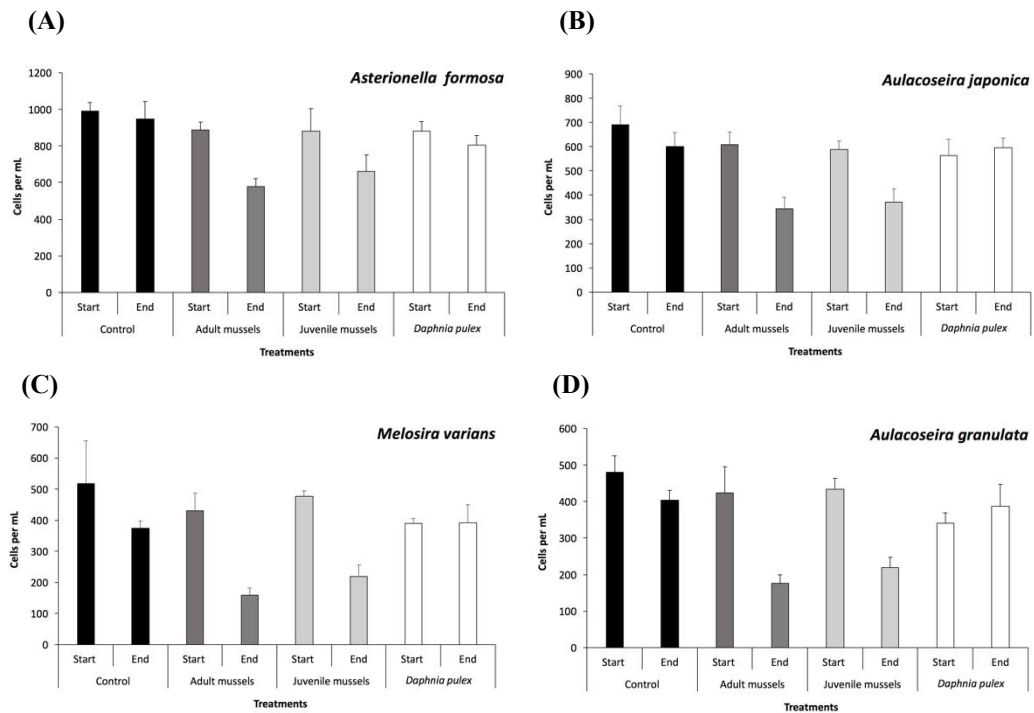 (A)
Asterionella formosa
1200
1000
800
600
400
200
0
Cells per mL
Start End Start End Start End Start End
Control Adult mussels Juvenile mussels Daphnia pulex
Treatments
(B)
Aulacoseira japonica
900
800
700
600
500
400
300
200
100
0
Cells per mL
Start End Start End Start End Start End
Control Adult mussels Juvenile mussels Daphnia pulex
Treatments
(C)
Melosira varians
700
600
500
400
300
200
100
0
Cells per mL
Start End Start End Start End Start End
Control Adult mussels Juvenile mussels Daphnia pulex
Treatments
(D)
Aulacoseira granulata
600
500
400
300
200
100
0
Cells per mL
Start End Start End Start End Start End
Control Adult mussels Juvenile mussels Daphnia pulex
Treatments